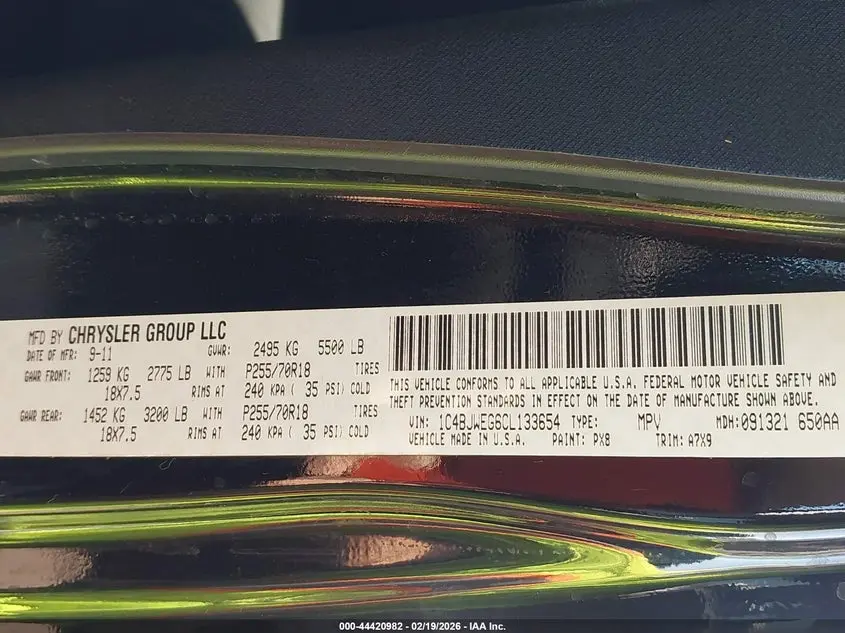 MFD BY CHRYSLER GROUP LLC
DATE OF MFR: 9-11 GVWR: 2495 KG 5500 LB
GAWR FRONT: 1259 KG 2775 LB WITH P255/70R18 TIRES
18X7.5 RIMS AT 240 KPA ( 35 PSI) COLD
GAWR REAR: 1452 KG 3200 LB WITH P255/70R18 TIRES
18X7.5 RIMS AT 240 KPA ( 35 PSI) COLD
THIS VEHICLE CONFORMS TO ALL APPLICABLE U.S.A. FEDERAL MOTOR VEHICLE SAFETY AND
THEFT PREVENTION STANDARDS IN EFFECT ON THE DATE OF MANUFACTURE SHOWN ABOVE.
VIN: 1C4BJWEG6CL133654 TYPE: MPV MDH: 091321 650AA
VEHICLE MADE IN U.S.A. PAINT: PX8 TRIM: A7X9
000-44420982 - 02/19/2026 - IAA Inc.